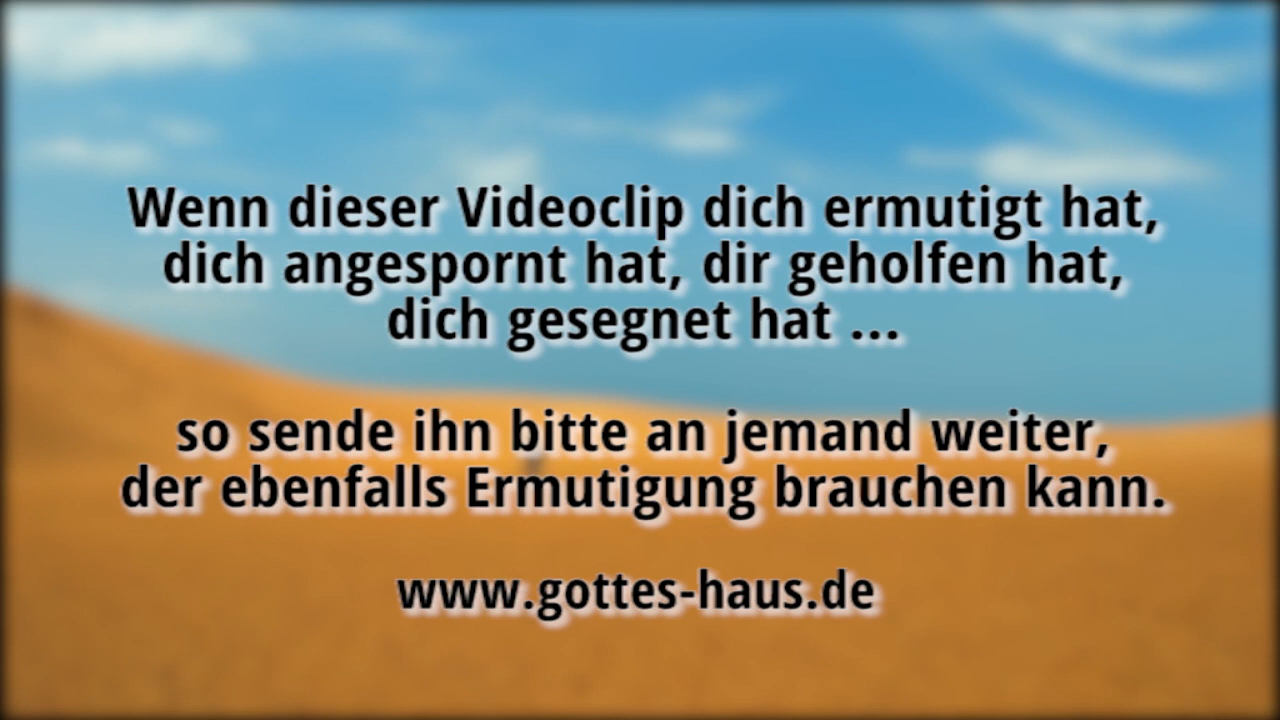 Wenn dieser Videoclip dich ermutigt hat,
dich angespornt hat, dir geholfen hat,
dich gesegnet hat ...
so sende ihn bitte an jemand weiter,
der ebenfalls Ermutigung brauchen kann.
www.gottes-haus.de